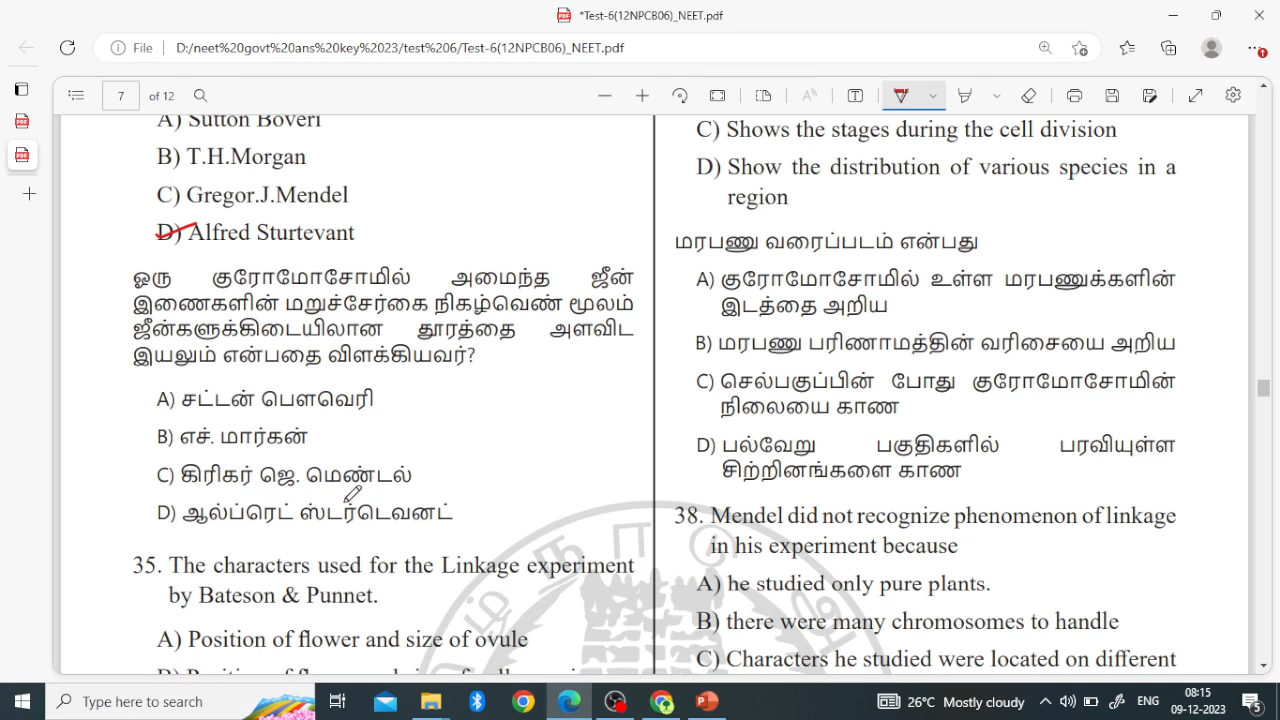 *Test-6(12NPCB06)_NEET.pdf
File
D:/neet%20govt%20ans%20key%2023/test%206/Test-6(12NPCB06)_NEET.pdf
7 of 12
A) Sutton Boveri
B) T.H.Morgan
C) Gregor.J.Mendel
D) Alfred Sturtevant
ஓரு குரோமோசோமில் அமைந்த ஜீன்
இணைகளின் மறுச்சேர்கை நிகழ்வெண் மூலம்
ஜீன்களுக்கிடையிலான தூரத்தை அளவிட
இயலும் என்பதை விளக்கியவர்?
A) சட்டன் பௌவெரி
B) எச். மார்கன்
C) கிரிகர் ஜெ. மெண்டல்
D) ஆல்ப்ரெட் ஸ்டர்டெவனட்
35. The characters used for the Linkage experiment
by Bateson & Punnet.
A) Position of flower and size of ovule
C) Shows the stages during the cell division
D) Show the distribution of various species in a
region
மரபணு வரைப்படம் என்பது
A) குரோமோசோமில் உள்ள மரபணுக்களின்
இடத்தை அறிய
B) மரபணு பரிணாமத்தின் வரிசையை அறிய
C) செல்பகுப்பின் போது குரோமோசோமின்
நிலையை காண
D) பல்வேறு பகுதிகளில் பரவியுள்ள
சிற்றினங்களை காண
38. Mendel did not recognize phenomenon of linkage
in his experiment because
A) he studied only pure plants.
B) there were many chromosomes to handle
C) Characters he studied were located on different
Type here to search
26°C Mostly cloudy
ENG
08:15
09-12-2023
5